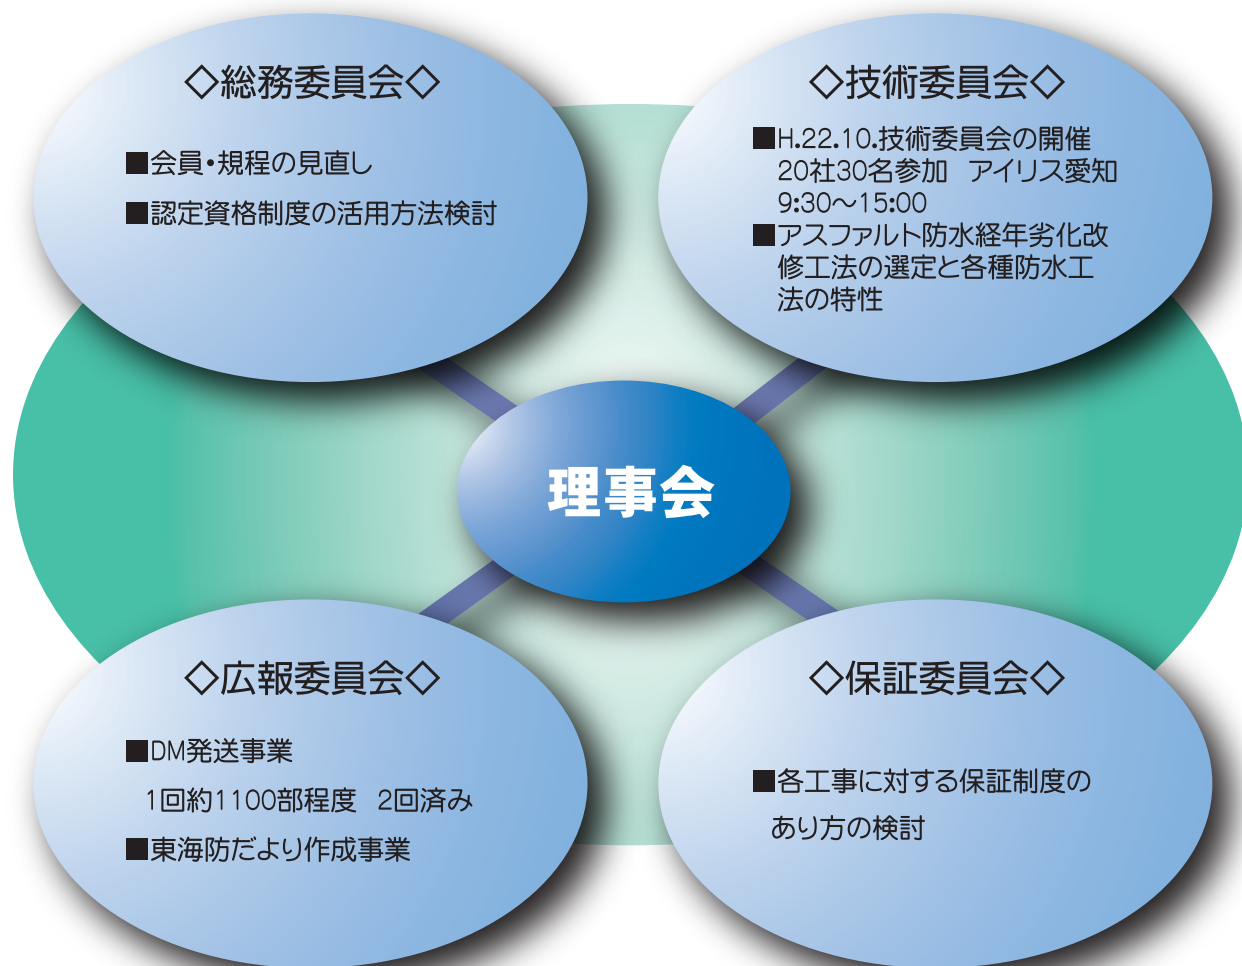 ◇総務委員会◇
■会員・規程の見直し
■認定資格制度の活用方法検討
◇技術委員会◇
■H.22.10.技術委員会の開催
20社30名参加　アイリス愛知
9:30～15:00
■アスファルト防水経年劣化改
修工法の選定と各種防水工
法の特性
理事会
◇広報委員会◇
■DM発送事業
1回約1100部程度　2回済み
■東海防だより作成事業
◇保証委員会◇
■各工事に対する保証制度の
あり方の検討